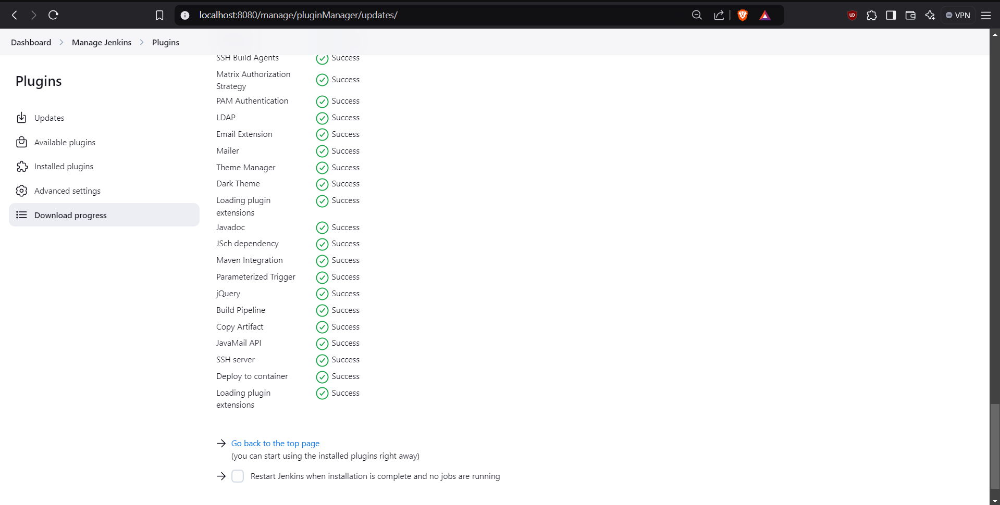 localhost:8080/manage/pluginManager/updates/
VPN
Dashboard > Manage Jenkins > Plugins
Plugins
Updates
Available plugins
Installed plugins
Advanced settings
Download progress
SSH Build Agents Success
Matrix Authorization
Strategy Success
PAM Authentication Success
LDAP Success
Email Extension Success
Mailer Success
Theme Manager Success
Dark Theme Success
Loading plugin
extensions Success
Javadoc Success
JSch dependency Success
Maven Integration Success
Parameterized Trigger Success
jQuery Success
Build Pipeline Success
Copy Artifact Success
JavaMail API Success
SSH server Success
Deploy to container Success
Loading plugin
extensions Success
→ Go back to the top page
(you can start using the installed plugins right away)
→ Restart Jenkins when installation is complete and no jobs are running